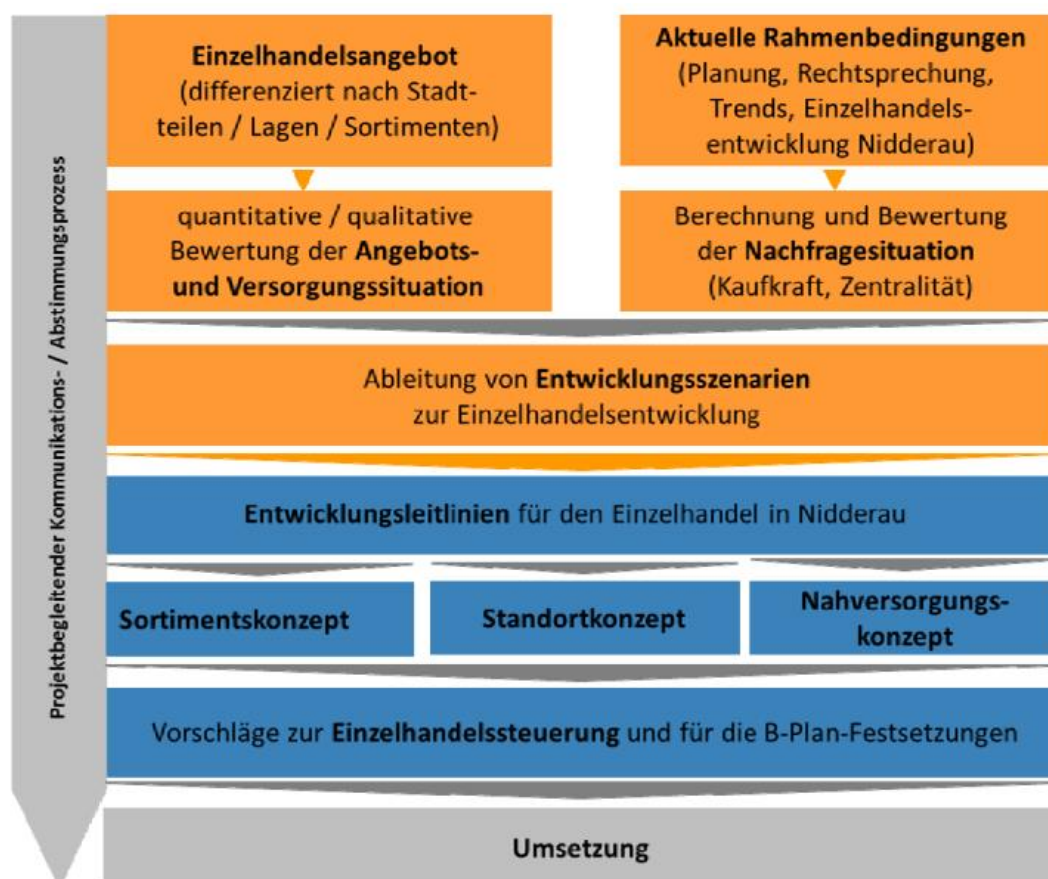 Projektbegleitender Kommunikations- / Abstimmungsprozess
Einzelhandelsangebot
(differenziert nach Stadt-
teilen / Lagen / Sortimenten)
Aktuelle Rahmenbedingungen
(Planung, Rechtsprechung,
Trends, Einzelhandels-
entwicklung Nidderau)
quantitative / qualitative
Bewertung der Angebots-
und Versorgungssituation
Berechnung und Bewertung
der Nachfragesituation
(Kaufkraft, Zentralität)
Ableitung von Entwicklungsszenarien
zur Einzelhandelsentwicklung
Entwicklungsleitlinien für den Einzelhandel in Nidderau
Sortimentskonzept
Standortkonzept
Nahversorgungs-
konzept
Vorschläge zur Einzelhandelssteuerung und für die B-Plan-Festsetzungen
Umsetzung